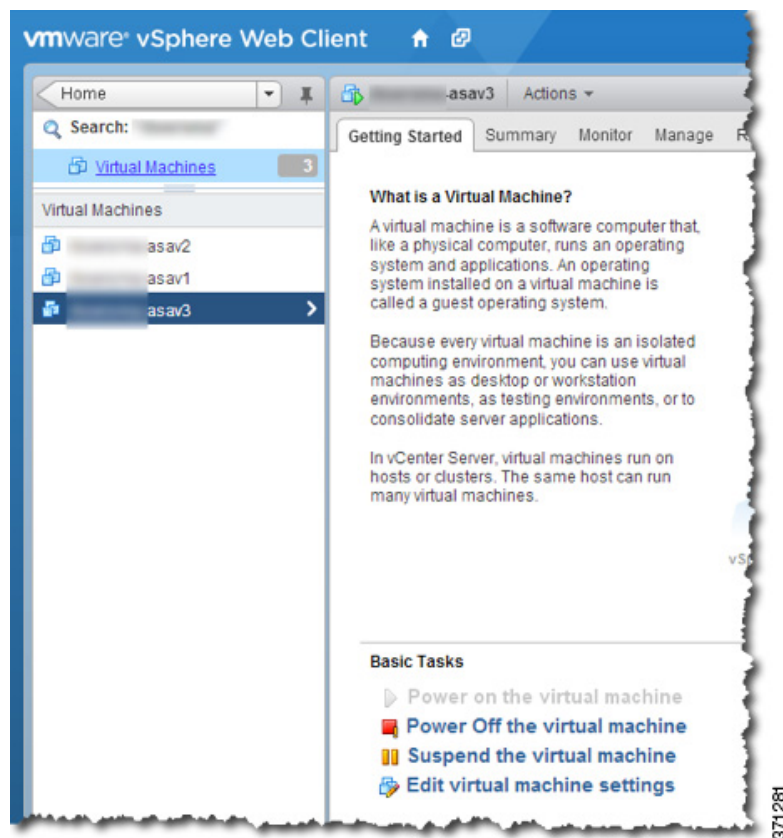 vmware® vSphere Web Client
Home
asav3 Actions
Search:
Getting Started Summary Monitor Manage R
Virtual Machines 3
Virtual Machines
asav2
asav1
asav3
What is a Virtual Machine?
A virtual machine is a software computer that,
like a physical computer, runs an operating
system and applications. An operating
system installed on a virtual machine is
called a guest operating system.
Because every virtual machine is an isolated
computing environment, you can use virtual
machines as desktop or workstation
environments, as testing environments, or to
consolidate server applications.
In vCenter Server, virtual machines run on
hosts or clusters. The same host can run
many virtual machines.
vSp
Basic Tasks
Power on the virtual machine
Power Off the virtual machine
Suspend the virtual machine
Edit virtual machine settings